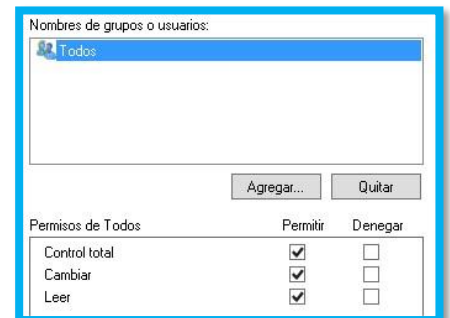 Nombres de grupos o usuarios:
Todos
Agregar... Quitar
Permisos de Todos Permitir Denegar
Control total
Cambiar
Leer